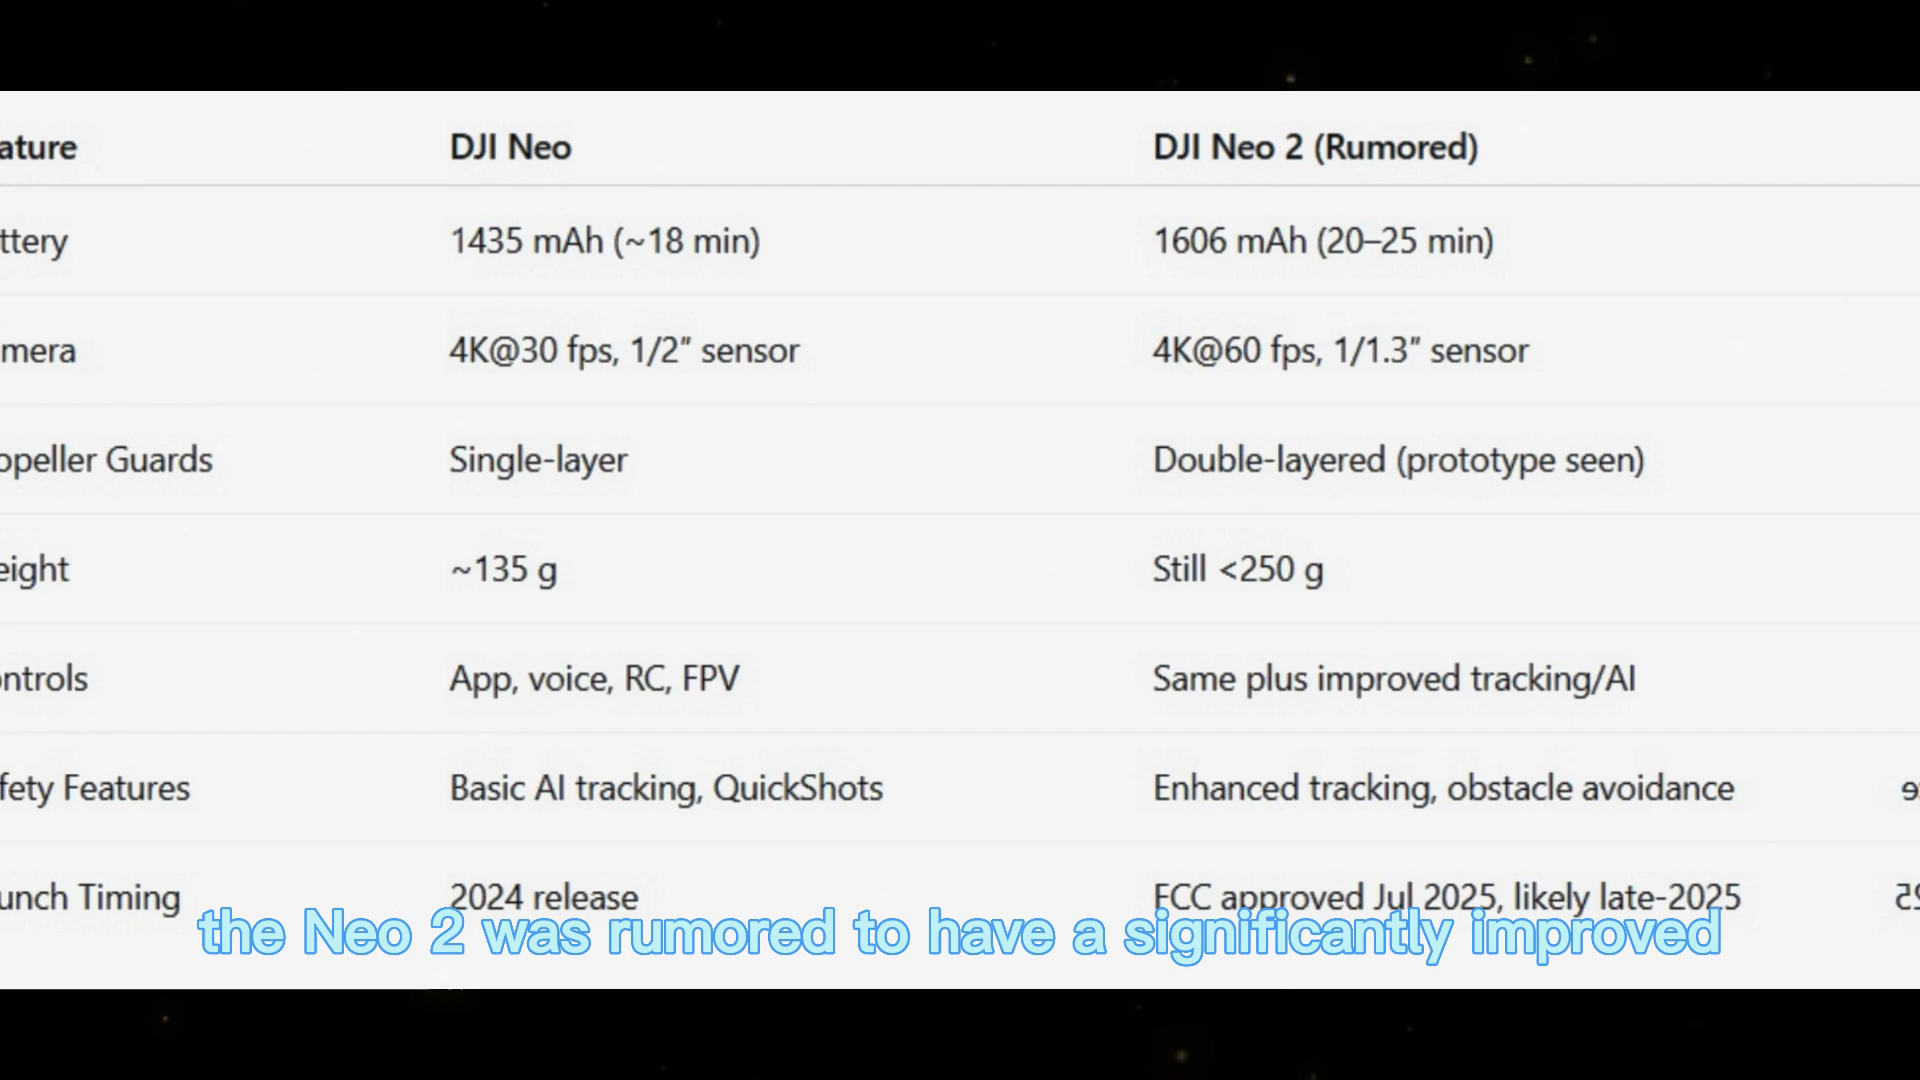 ature DJI Neo DJI Neo 2 (Rumored)
ttery 1435 mAh (~18 min) 1606 mAh (20–25 min)
mera 4K@30 fps, 1/2″ sensor 4K@60 fps, 1/1.3″ sensor
opeller Guards Single-layer Double-layered (prototype seen)
eight ~135 g Still <250 g
ontrols App, voice, RC, FPV Same plus improved tracking/AI
fety Features Basic AI tracking, QuickShots Enhanced tracking, obstacle avoidance
unch Timing 2024 release FCC approved Jul 2025, likely late-2025
the Neo 2 was rumored to have a significantly improved